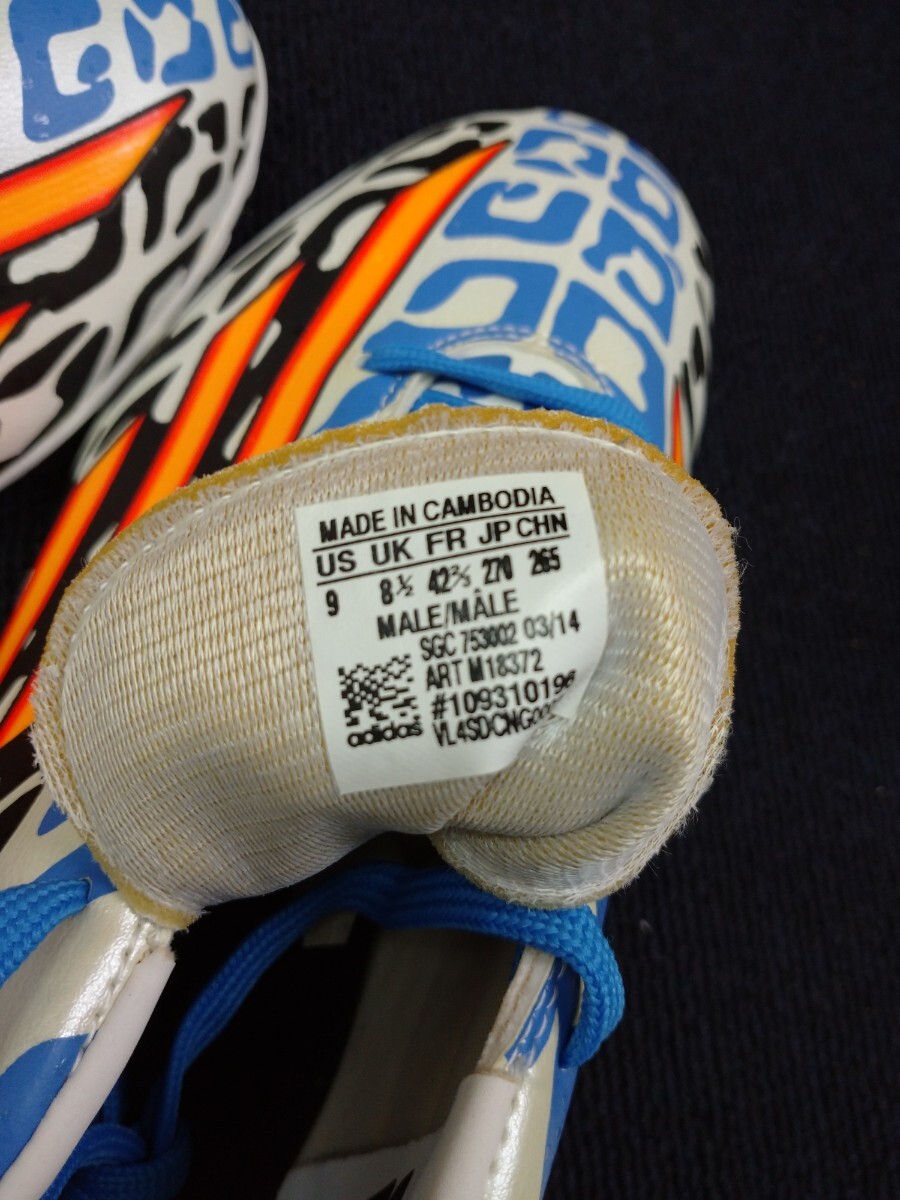 MADE IN CAMBODIA
US UK FR JP CHN
9 8½ 42⅔ 270 265
MALE/MÂLE
SGC 753002 03/14
ART M18372
#109310196
adidas